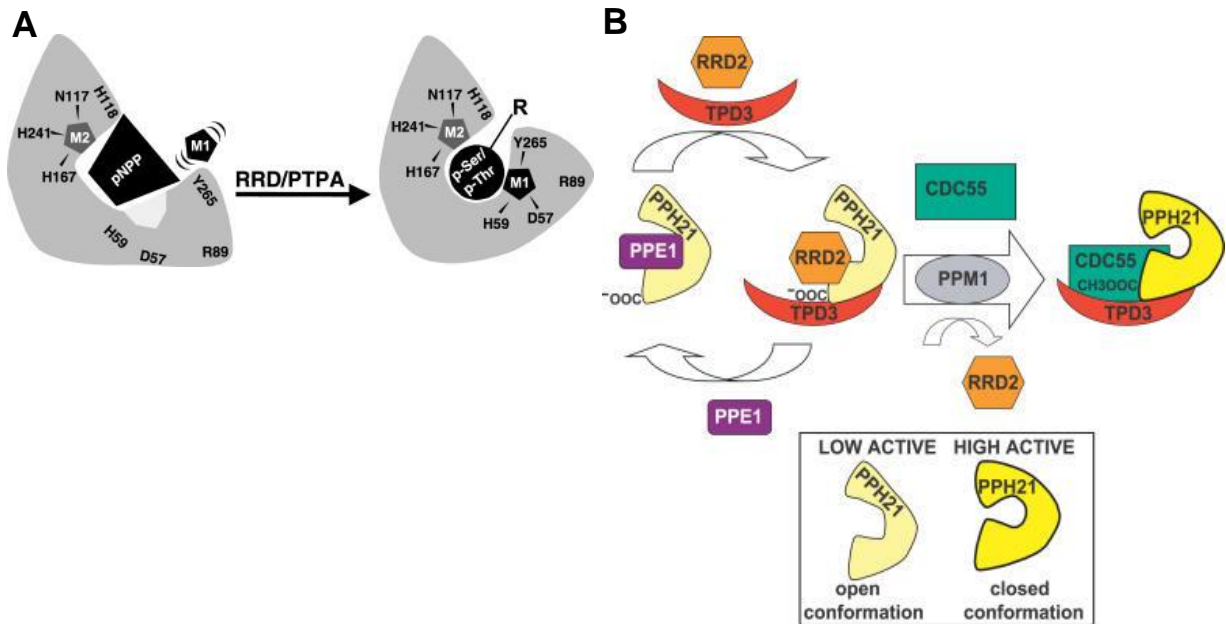 A
N117
H118
H241
M2
H167
pNPP
M1
Y265
H59
D57
R89
RRD/PTPA
N117
H118
R
H241
M2
Y265
H167
p-Ser/
p-Thr
M1
R89
H59
D57
B
RRD2
TPD3
PPH21
PPE1
⁻OOC
PPH21
RRD2
⁻OOC
TPD3
CDC55
PPM1
RRD2
PPH21
CDC55
CH3OOC
TPD3
PPE1
LOW ACTIVE
HIGH ACTIVE
PPH21
PPH21
open
conformation
closed
conformation